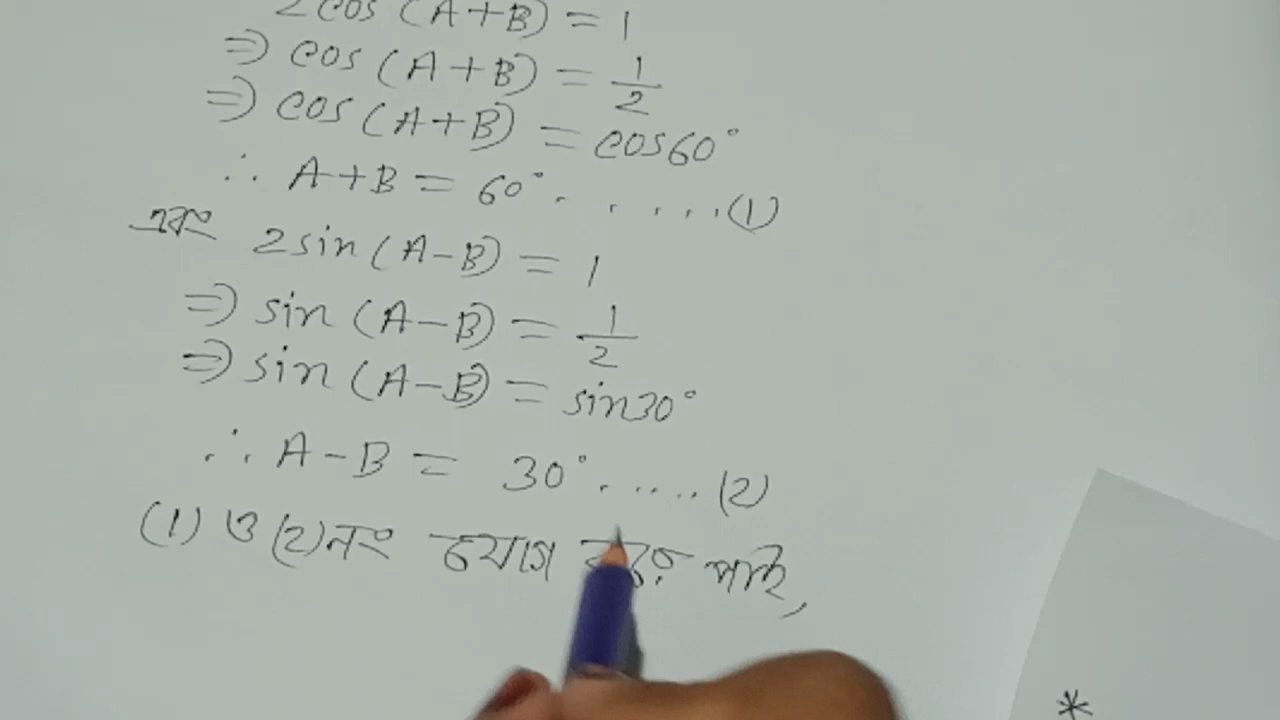 2cos (A+B) = 1
⇒ cos (A+B) = 1/2
⇒ cos (A+B) = cos60°
∴ A+B = 60° . . . . . . (1)
এবং 2sin (A-B) = 1
⇒ sin (A-B) = 1/2
⇒ sin (A-B) = sin30°
∴ A-B = 30° . . . . . (2)
(1) ও (2)নং যোগ করে পাই,
*